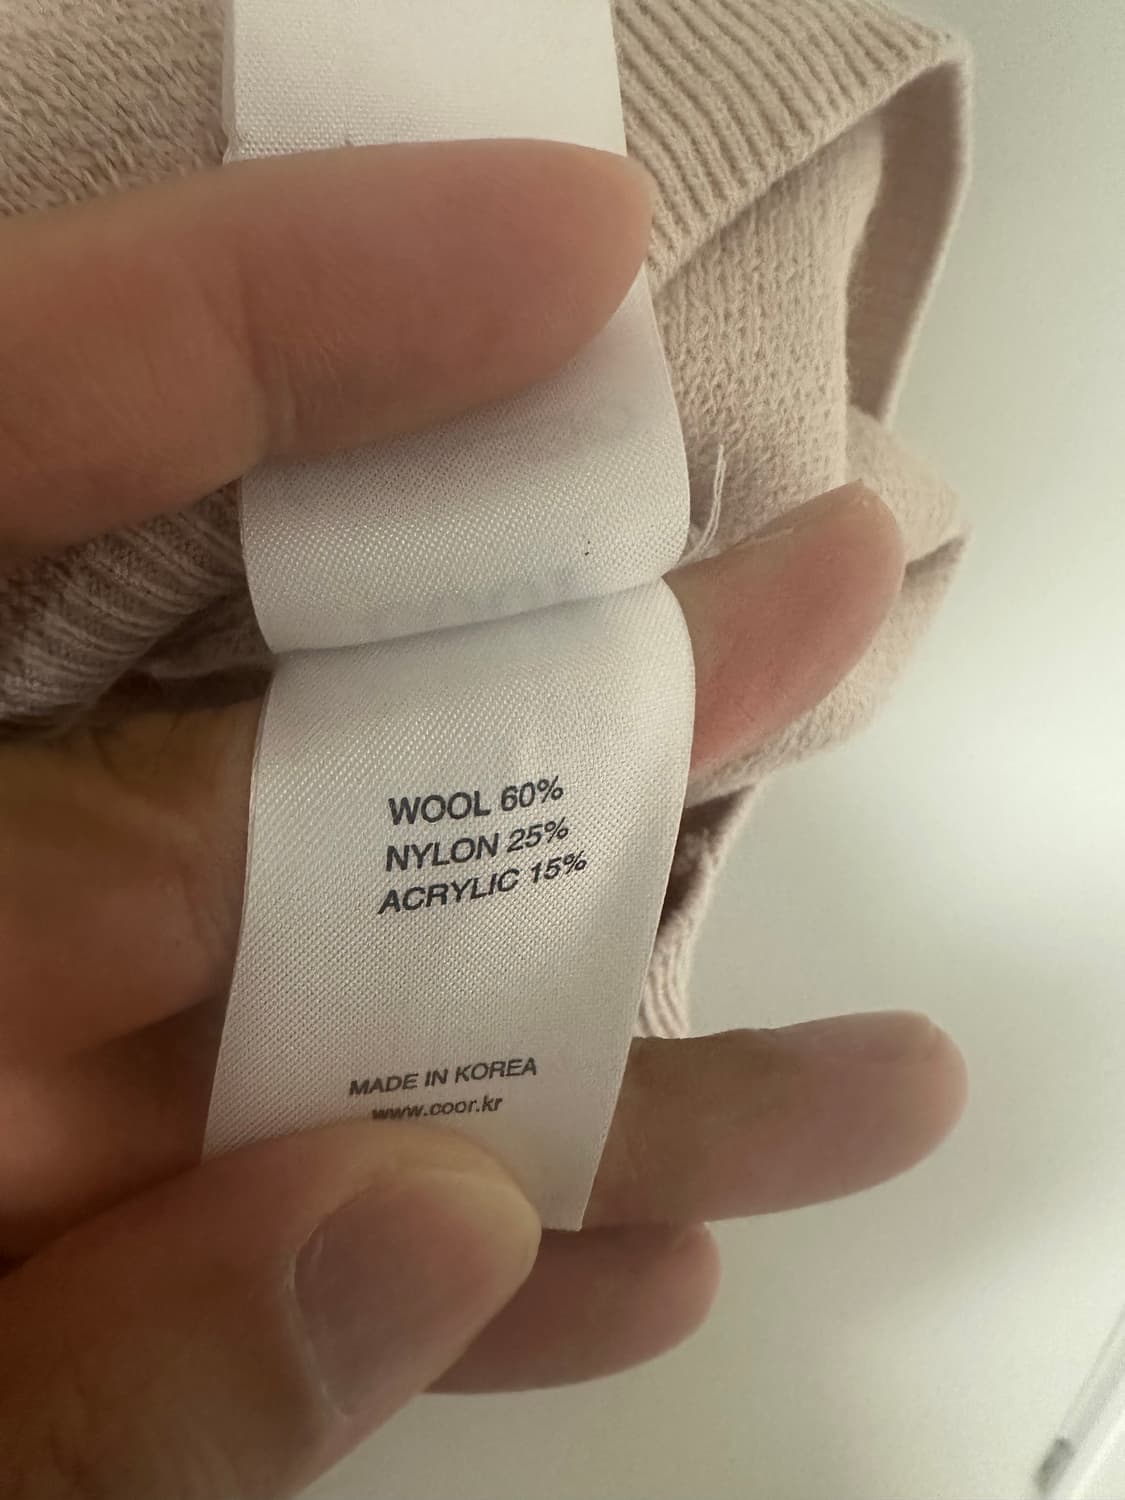 WOOL 60%
NYLON 25%
ACRYLIC 15%
MADE IN KOREA
www.coor.kr